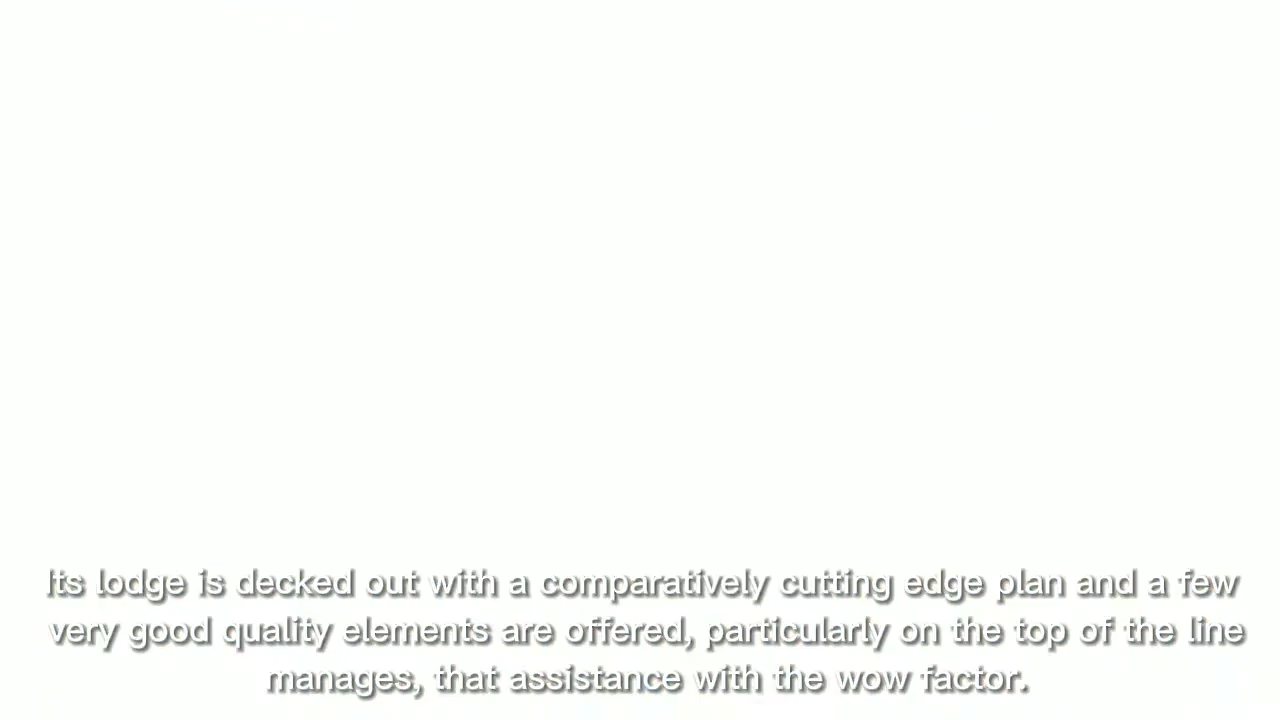 Its lodge is decked out with a comparatively cutting edge plan and a few
very good quality elements are offered, particularly on the top of the line
manages, that assistance with the wow factor.